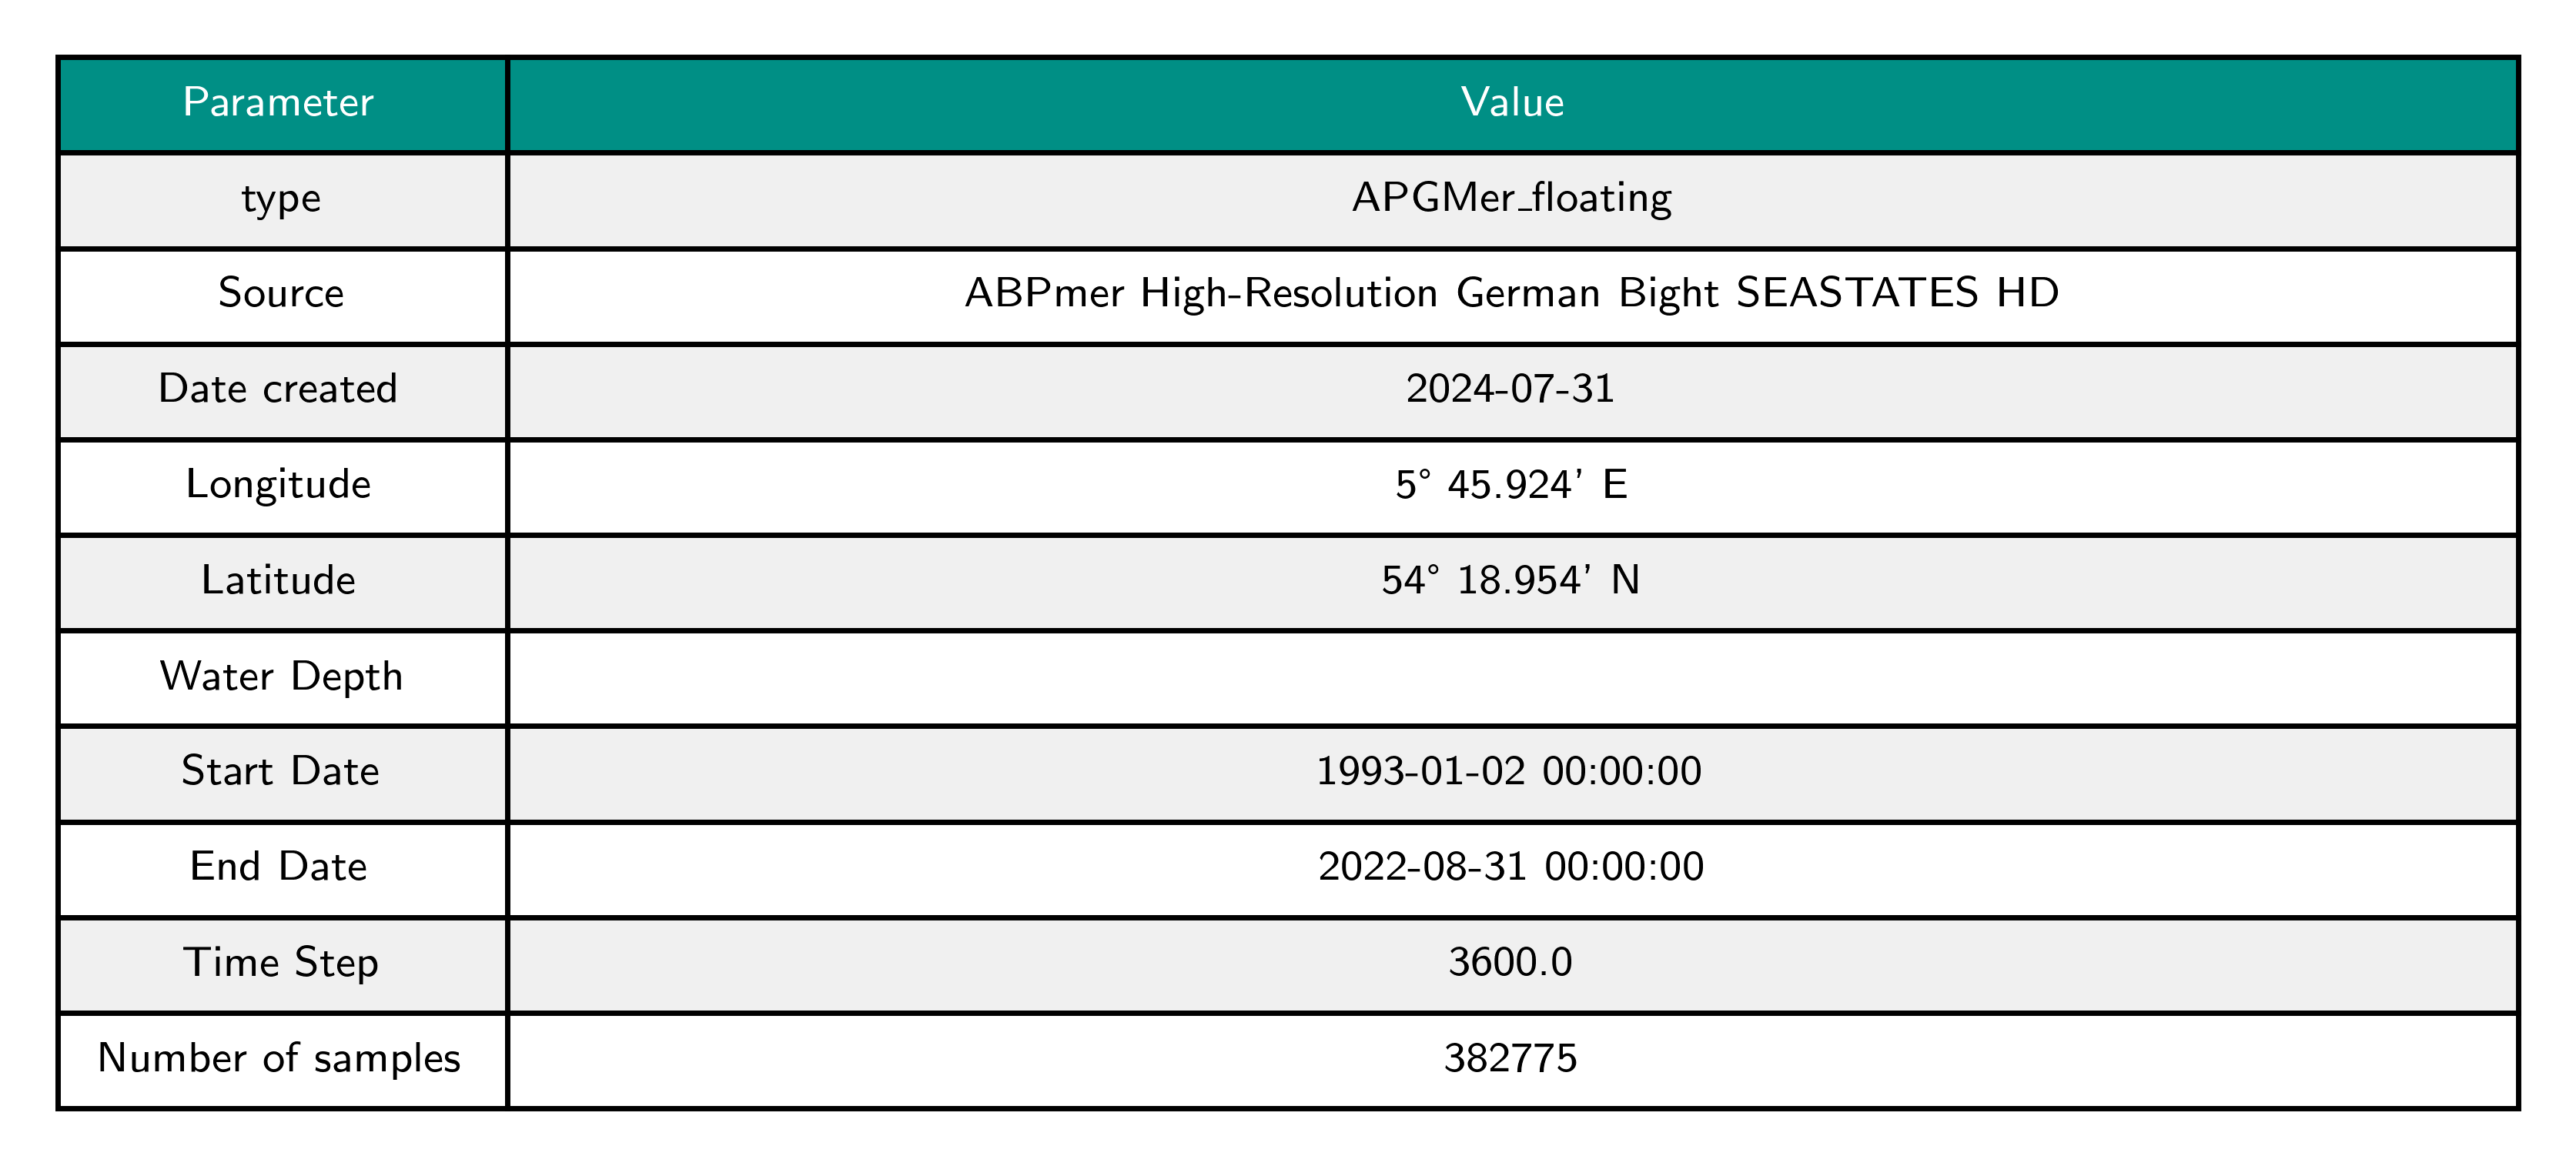 Parameter Value
type APGMer_floating
Source ABPmer High-Resolution German Bight SEASTATES HD
Date created 2024-07-31
Longitude 5° 45.924' E
Latitude 54° 18.954' N
Water Depth
Start Date 1993-01-02 00:00:00
End Date 2022-08-31 00:00:00
Time Step 3600.0
Number of samples 382775